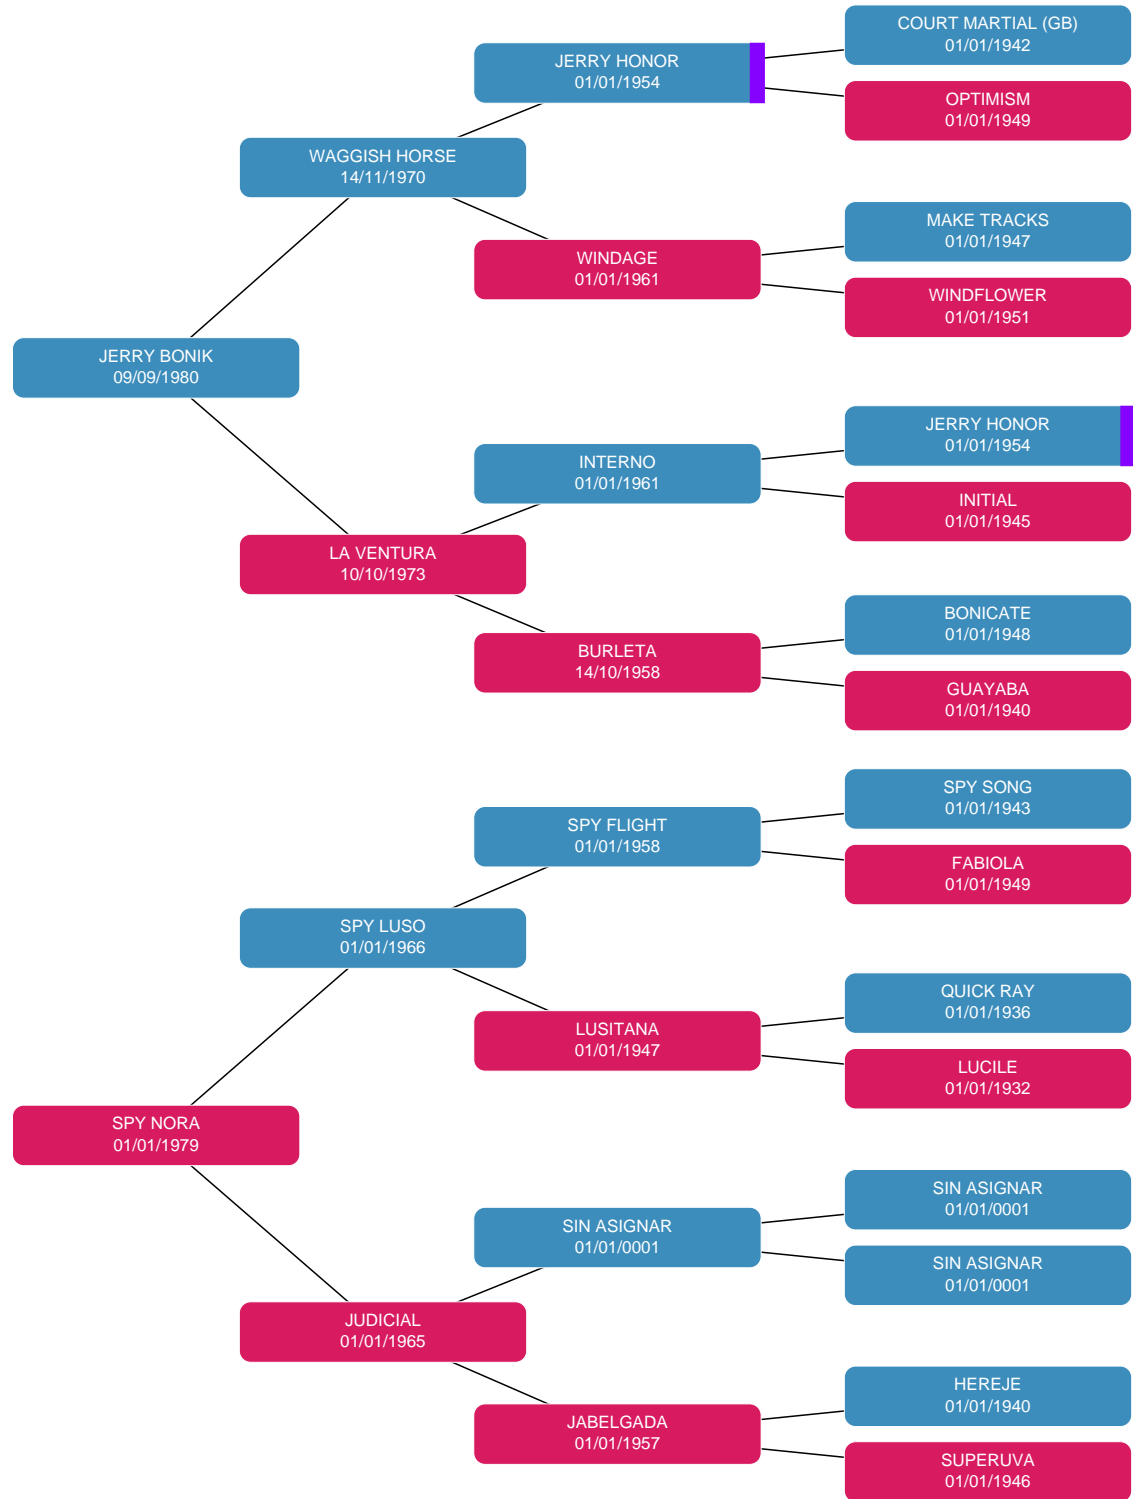 COURT MARTIAL (GB)
01/01/1942
JERRY HONOR
01/01/1954
OPTIMISM
01/01/1949
WAGGISH HORSE
14/11/1970
MAKE TRACKS
01/01/1947
WINDAGE
01/01/1961
WINDFLOWER
01/01/1951
JERRY BONIK
09/09/1980
JERRY HONOR
01/01/1954
INTERNO
01/01/1961
INITIAL
01/01/1945
LA VENTURA
10/10/1973
BONICATE
01/01/1948
BURLETA
14/10/1958
GUAYABA
01/01/1940
SPY SONG
01/01/1943
SPY FLIGHT
01/01/1958
FABIOLA
01/01/1949
SPY LUSO
01/01/1966
QUICK RAY
01/01/1936
LUSITANA
01/01/1947
LUCILE
01/01/1932
SPY NORA
01/01/1979
SIN ASIGNAR
01/01/0001
SIN ASIGNAR
01/01/0001
SIN ASIGNAR
01/01/0001
JUDICIAL
01/01/1965
HEREJE
01/01/1940
JABELGADA
01/01/1957
SUPERUVA
01/01/1946